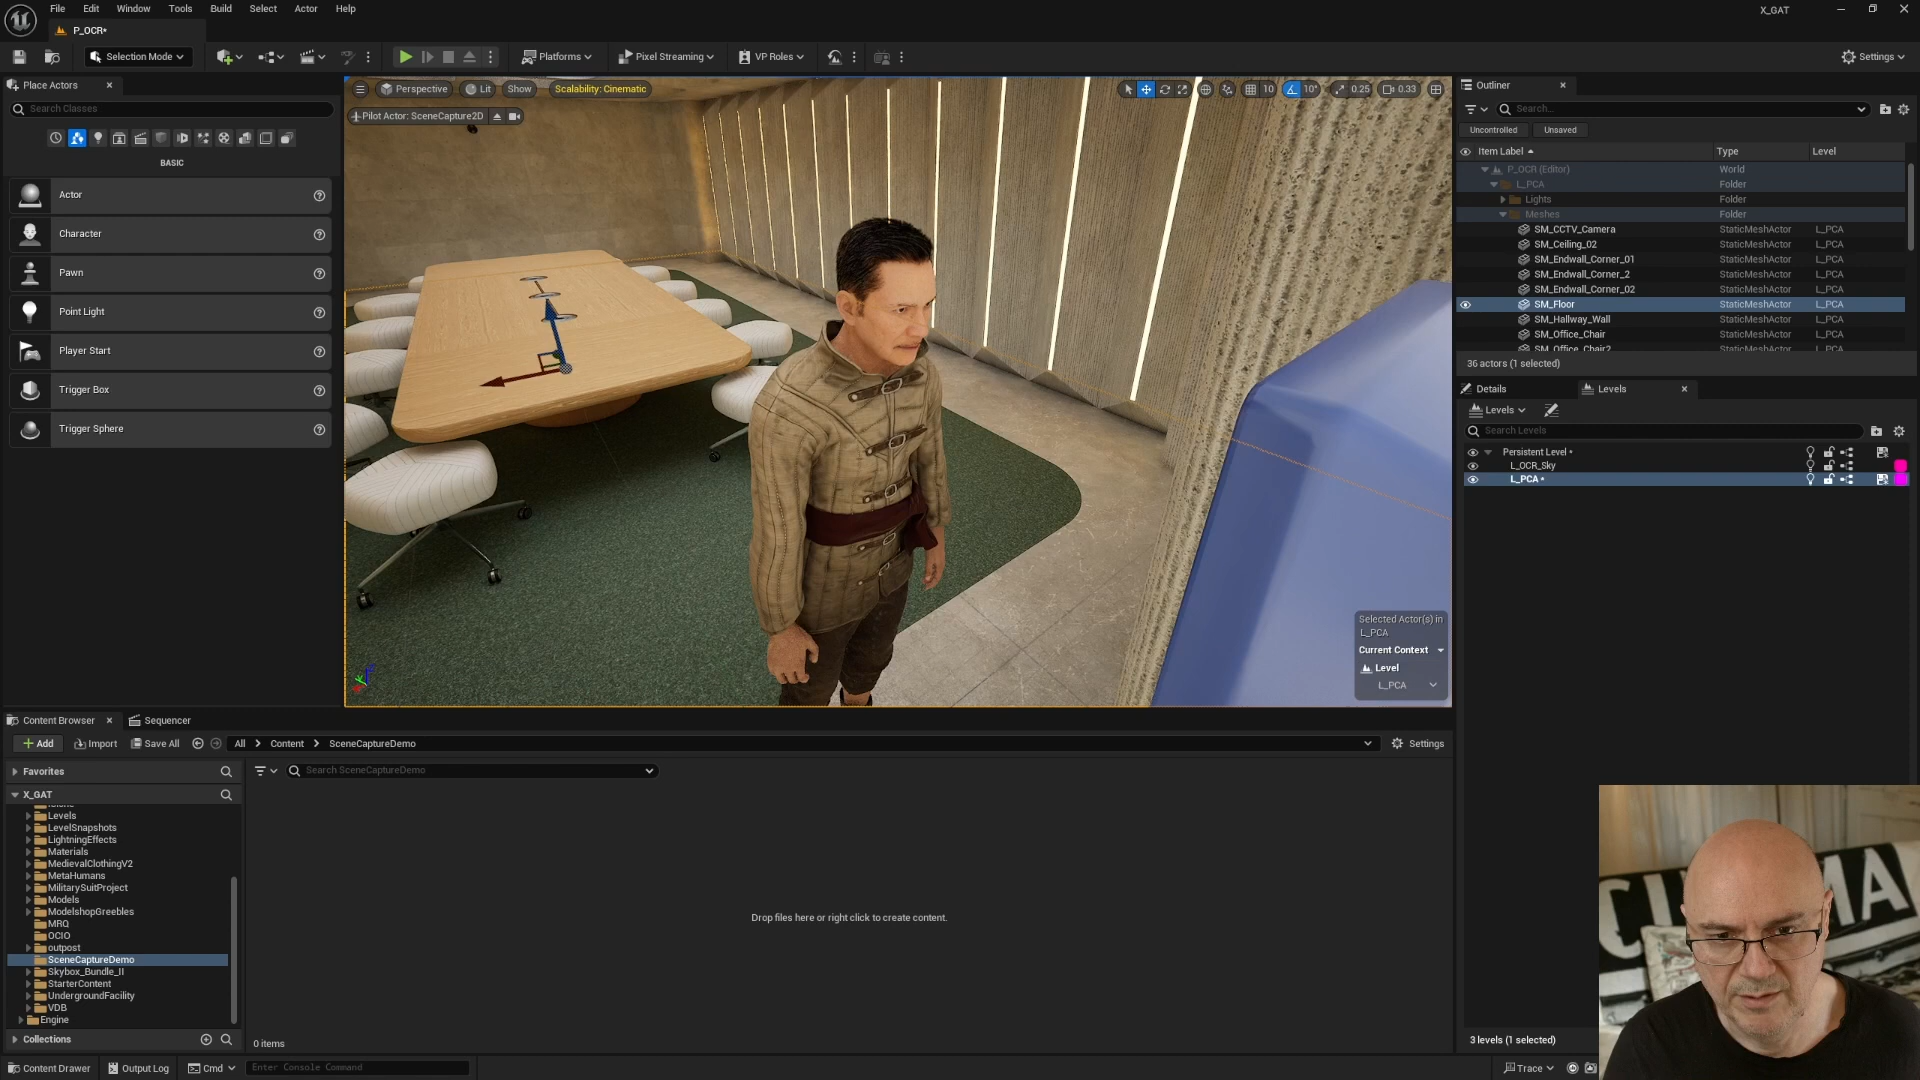 File Edit Window Tools Build Select Actor Help
X_GAT
P_OCR*
Selection Mode
Platforms
Pixel Streaming
VP Roles
Settings
Place Actors
Search Classes
BASIC
Actor
Character
Pawn
Point Light
Player Start
Trigger Box
Trigger Sphere
Perspective Lit Show Scalability: Cinematic
10 10° 0.25 0.33
Pilot Actor: SceneCapture2D
Selected Actor(s) in
L_PCA
Current Context
Level
L_PCA
Outliner
Search...
Uncontrolled Unsaved
Item Label Type Level
P_OCR (Editor) World
L_PCA Folder
Lights Folder
Meshes Folder
SM_CCTV_Camera StaticMeshActor L_PCA
SM_Ceiling_02 StaticMeshActor L_PCA
SM_Endwall_Corner_01 StaticMeshActor L_PCA
SM_Endwall_Corner_2 StaticMeshActor L_PCA
SM_Endwall_Corner_02 StaticMeshActor L_PCA
SM_Floor StaticMeshActor L_PCA
SM_Hallway_Wall StaticMeshActor L_PCA
SM_Office_Chair StaticMeshActor L_PCA
SM_Office_Chair2 StaticMeshActor L_PCA
36 actors (1 selected)
Details Levels
Levels
Search Levels
Persistent Level *
L_OCR_Sky
L_PCA *
3 levels (1 selected)
Content Browser Sequencer
Add Import Save All All Content SceneCaptureDemo Settings
Favorites
Search SceneCaptureDemo
X_GAT
Levels
LevelSnapshots
LightningEffects
Materials
MedievalClothingV2
MetaHumans
MilitarySuitProject
Models
ModelshopGreebles
MRQ
OCIO
outpost
SceneCaptureDemo
Skybox_Bundle_II
StarterContent
UndergroundFacility
VDB
Engine
Collections
Drop files here or right click to create content.
0 items
Content Drawer Output Log Cmd Enter Console Command
Trace